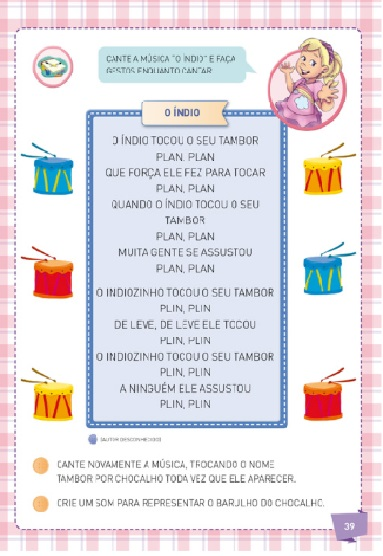 CANTE A MÚSICA "O ÍNDIO" E FAÇA
GESTOS ENQUANTO CANTAR.
O ÍNDIO
O ÍNDIO TOCOU O SEU TAMBOR
PLAN, PLAN
QUE FORÇA ELE FEZ PARA TOCAR
PLAN, PLAN
QUANDO O ÍNDIO TOCOU O SEU
TAMBOR
PLAN, PLAN
MUITA GENTE SE ASSUSTOU
PLAN, PLAN
O INDIOZINHO TOCOU O SEU TAMBOR
PLIN, PLIN
DE LEVE, DE LEVE ELE TOCOU
PLIN, PLIN
O INDIOZINHO TOCOU O SEU TAMBOR
PLIN, PLIN
A NINGUÉM ELE ASSUSTOU
PLIN, PLIN
(AUTOR DESCONHECIDO)
CANTE NOVAMENTE A MÚSICA, TROCANDO O NOME
TAMBOR POR CHOCALHO TODA VEZ QUE ELE APARECER.
CRIE UM SOM PARA REPRESENTAR O BARULHO DO CHOCALHO.
39